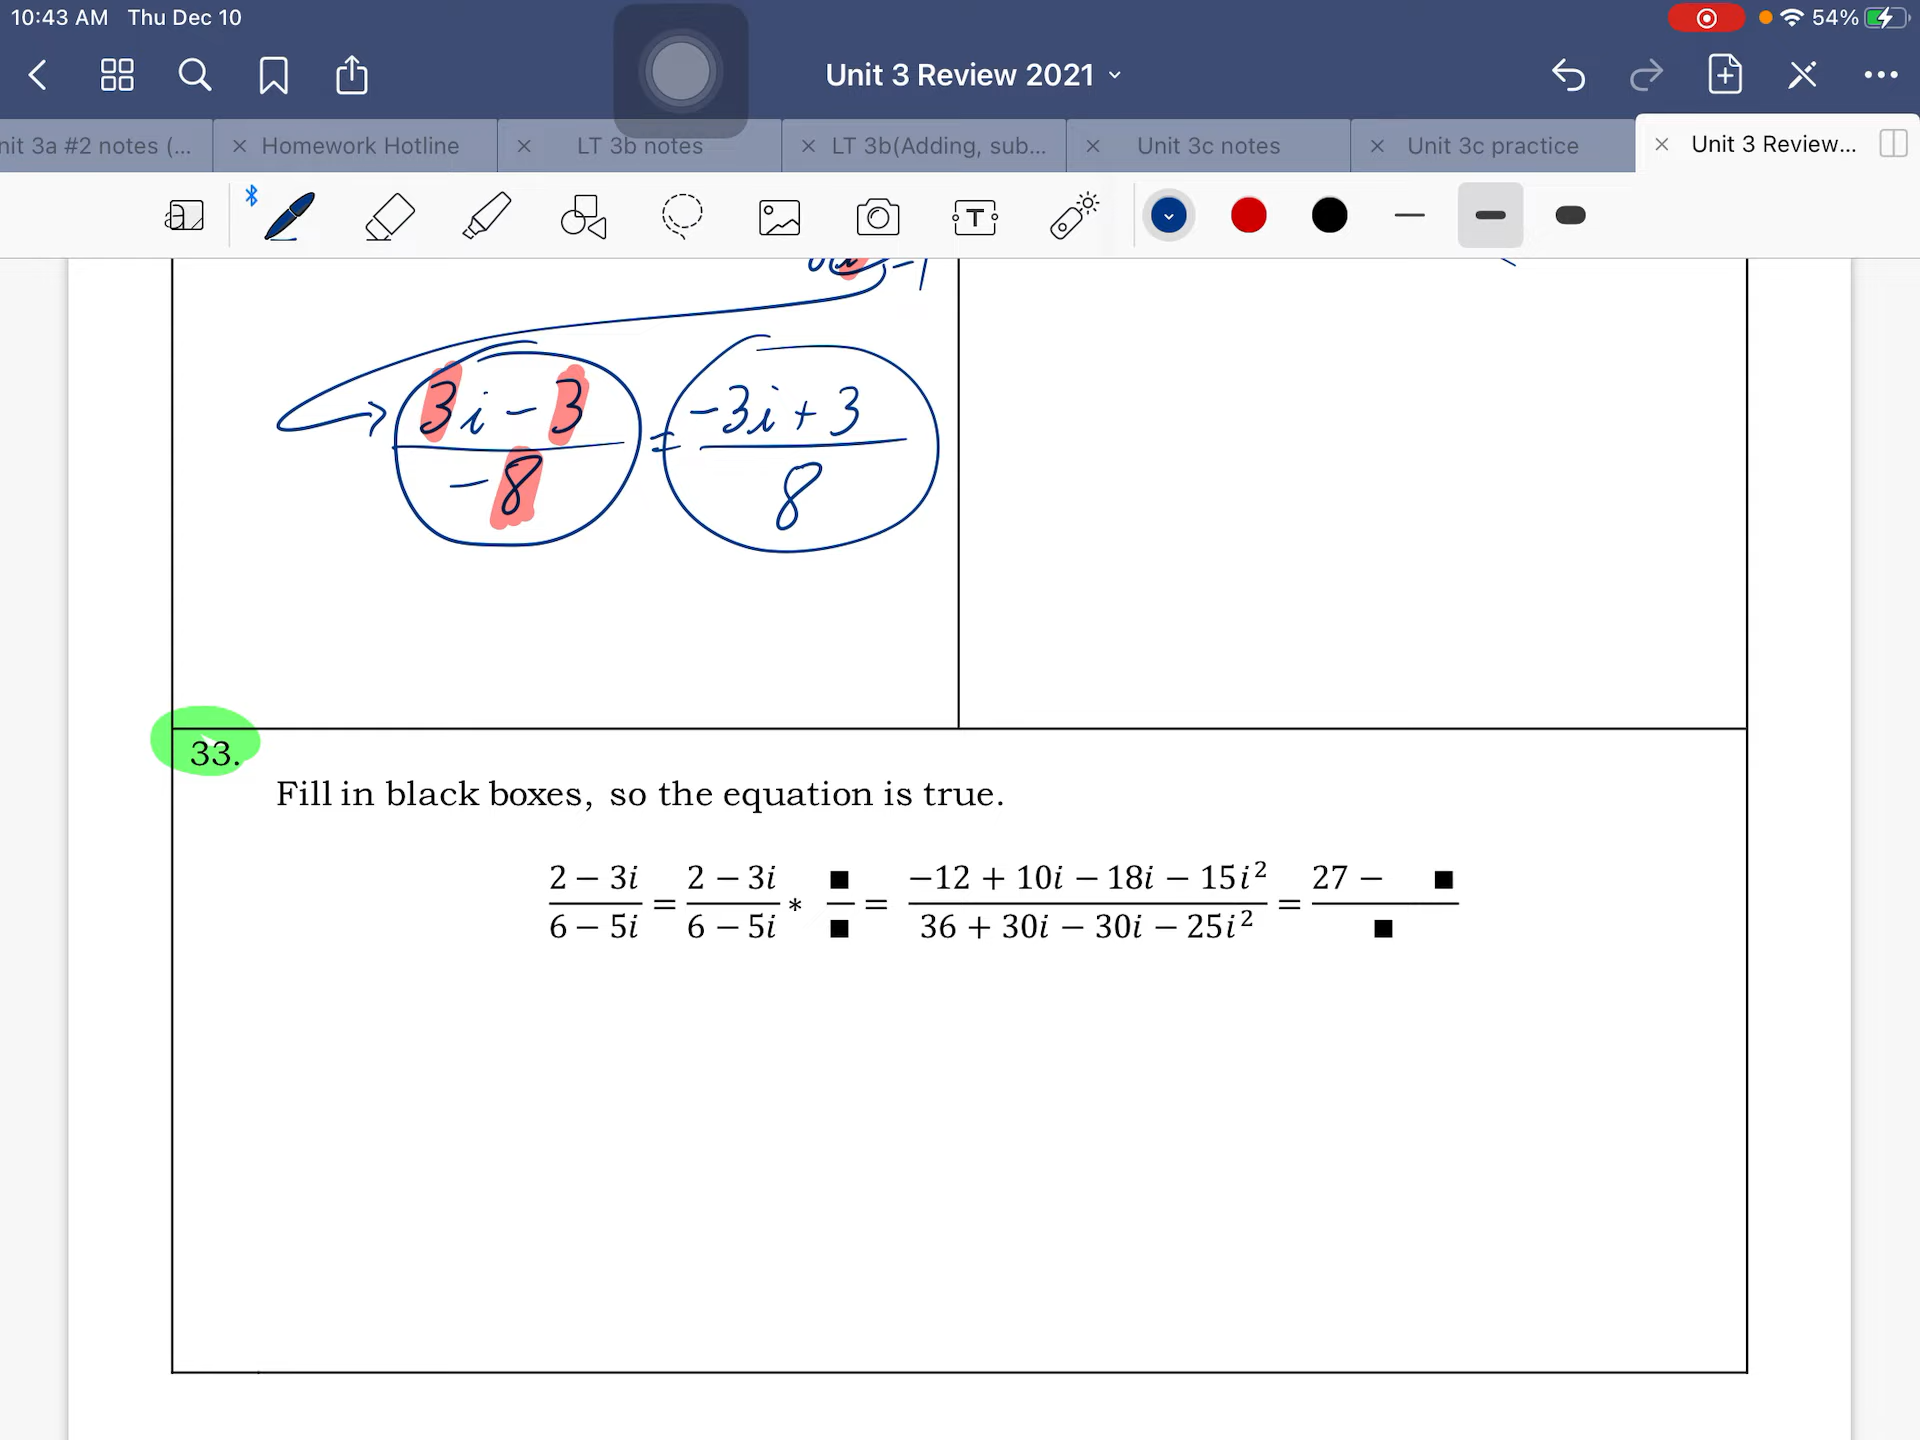 10:43 AM Thu Dec 10
54%
Unit 3 Review 2021
nit 3a #2 notes (...
Homework Hotline
LT 3b notes
LT 3b(Adding, sub...
Unit 3c notes
Unit 3c practice
Unit 3 Review...
-1
3i - 3 / -8 = -3i + 3 / 8
33.
Fill in black boxes, so the equation is true.
(2 − 3i)/(6 − 5i) = (2 − 3i)/(6 − 5i) * ■/■ = (−12 + 10i − 18i − 15i²)/(36 + 30i − 30i − 25i²) = (27 − ■)/■